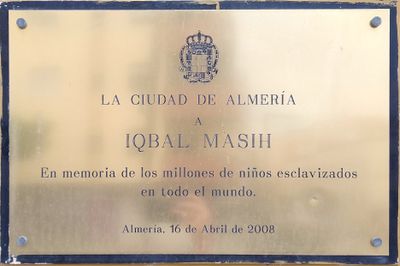 LA CIUDAD DE ALMERÍA
A
IQBAL MASIH
En memoria de los millones de niños esclavizados
en todo el mundo.
Almería, 16 de Abril de 2008